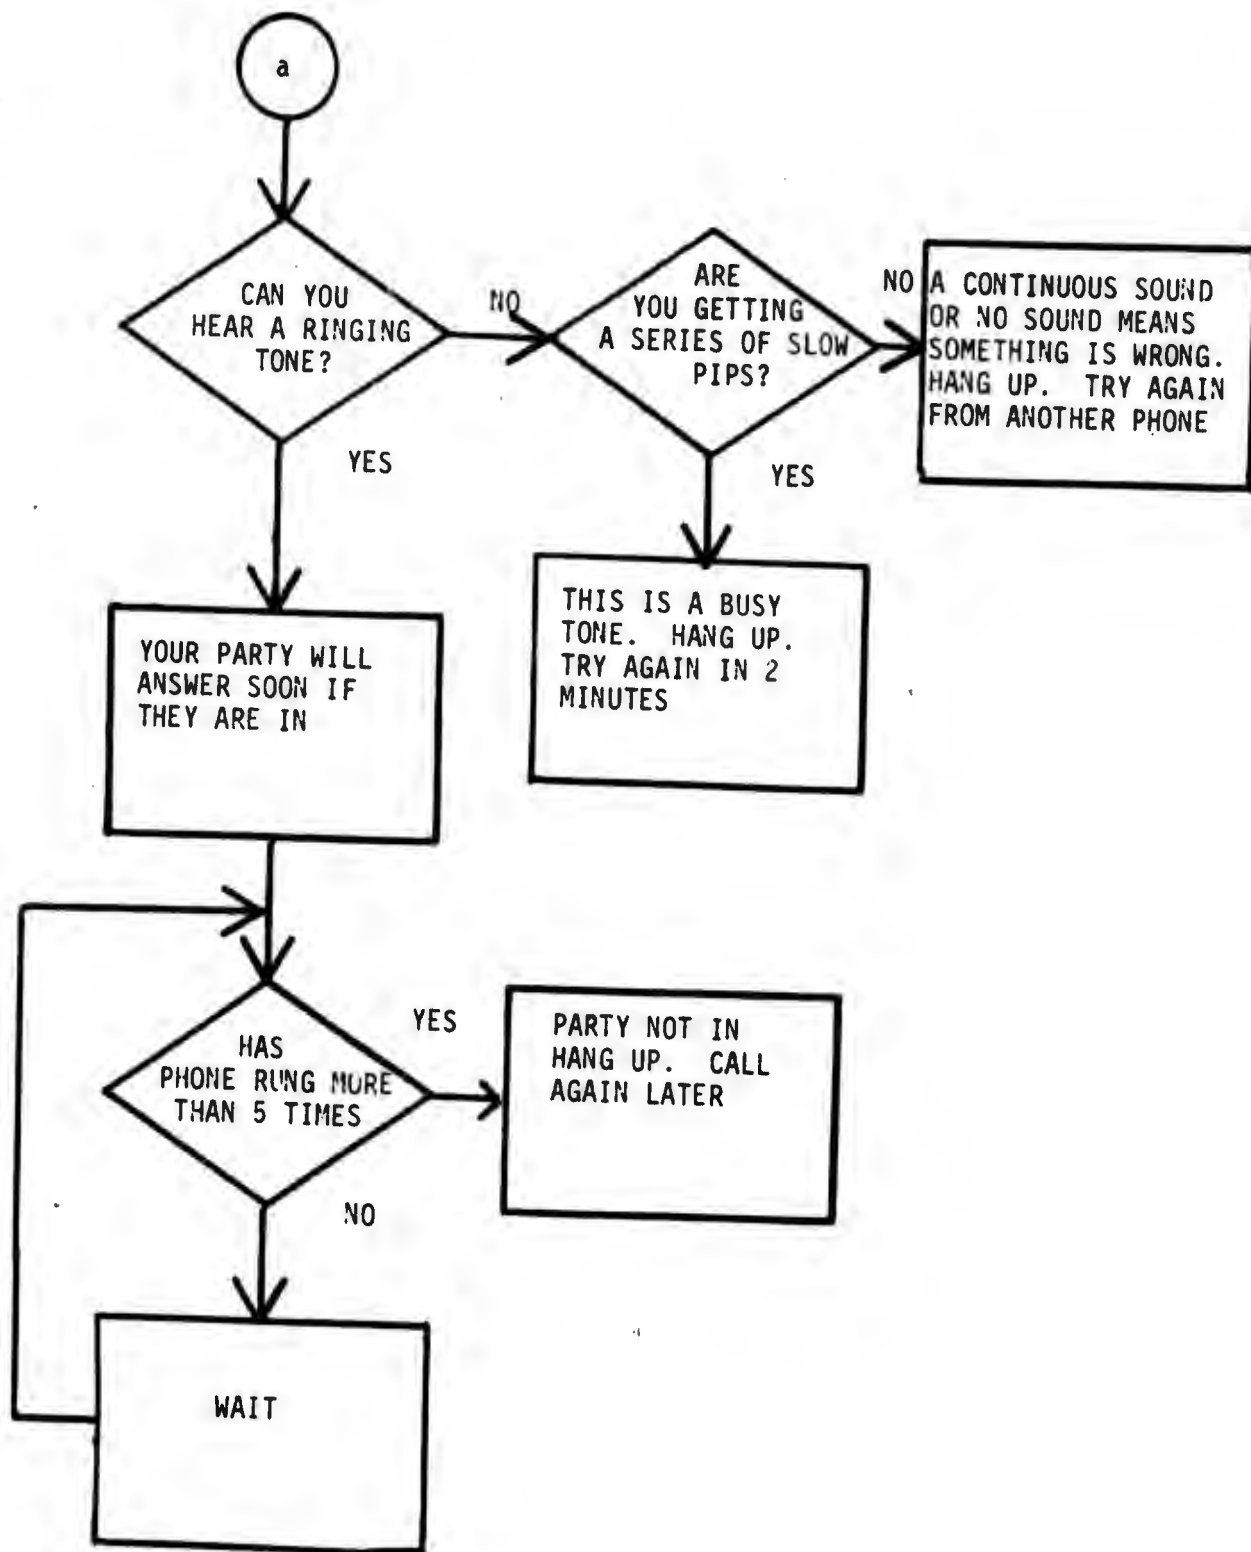 a
CAN YOU
HEAR A RINGING
TONE?
NO
ARE
YOU GETTING
A SERIES OF SLOW
PIPS?
NO
A CONTINUOUS SOUND
OR NO SOUND MEANS
SOMETHING IS WRONG.
HANG UP. TRY AGAIN
FROM ANOTHER PHONE
YES
YES
YOUR PARTY WILL
ANSWER SOON IF
THEY ARE IN
THIS IS A BUSY
TONE. HANG UP.
TRY AGAIN IN 2
MINUTES
HAS
PHONE RUNG MORE
THAN 5 TIMES
YES
PARTY NOT IN
HANG UP. CALL
AGAIN LATER
NO
WAIT